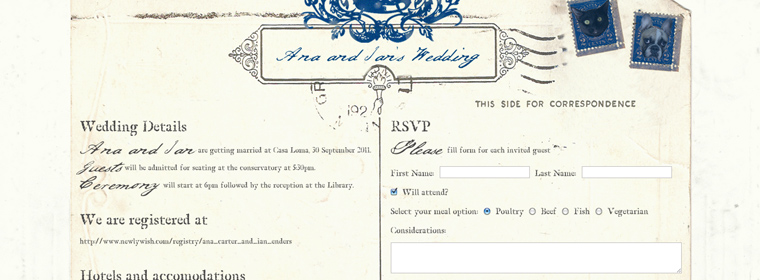 Ana and Ian's Wedding
192
THIS SIDE FOR CORRESPONDENCE
Wedding Details
Ana and Ian are getting married at Casa Loma, 30 September 2011.
Guests will be admitted for seating at the conservatory at 530pm.
Ceremony will start at 6pm followed by the reception at the Library.
We are registered at
http://www.newlywish.com/registry/ana_carter_and_ian_enders
Hotels and accomodations
RSVP
Please fill form for each invited guest
First Name: Last Name:
Will attend?
Select your meal option: Poultry Beef Fish Vegetarian
Considerations: